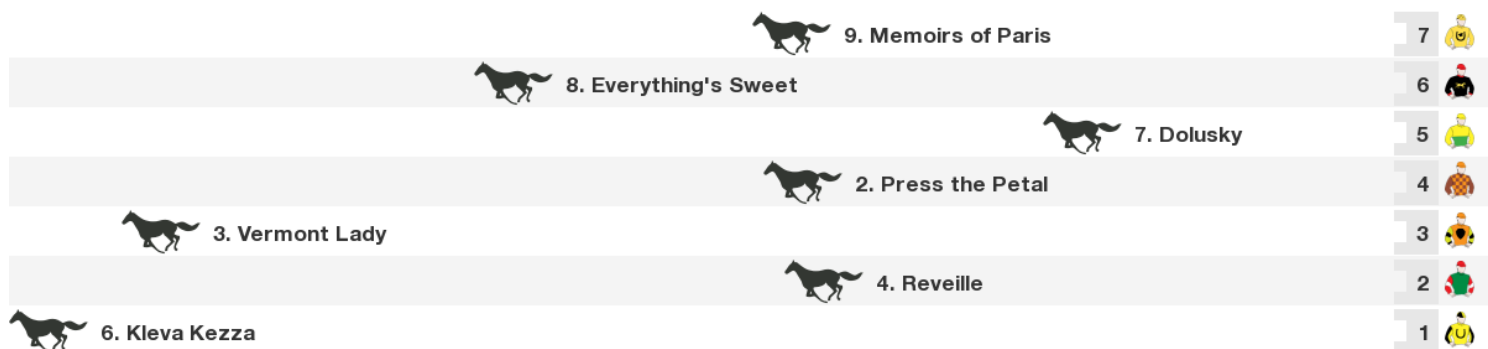 9. Memoirs of Paris 7
8. Everything's Sweet 6
7. Dolusky 5
2. Press the Petal 4
3. Vermont Lady 3
4. Reveille 2
6. Kleva Kezza 1